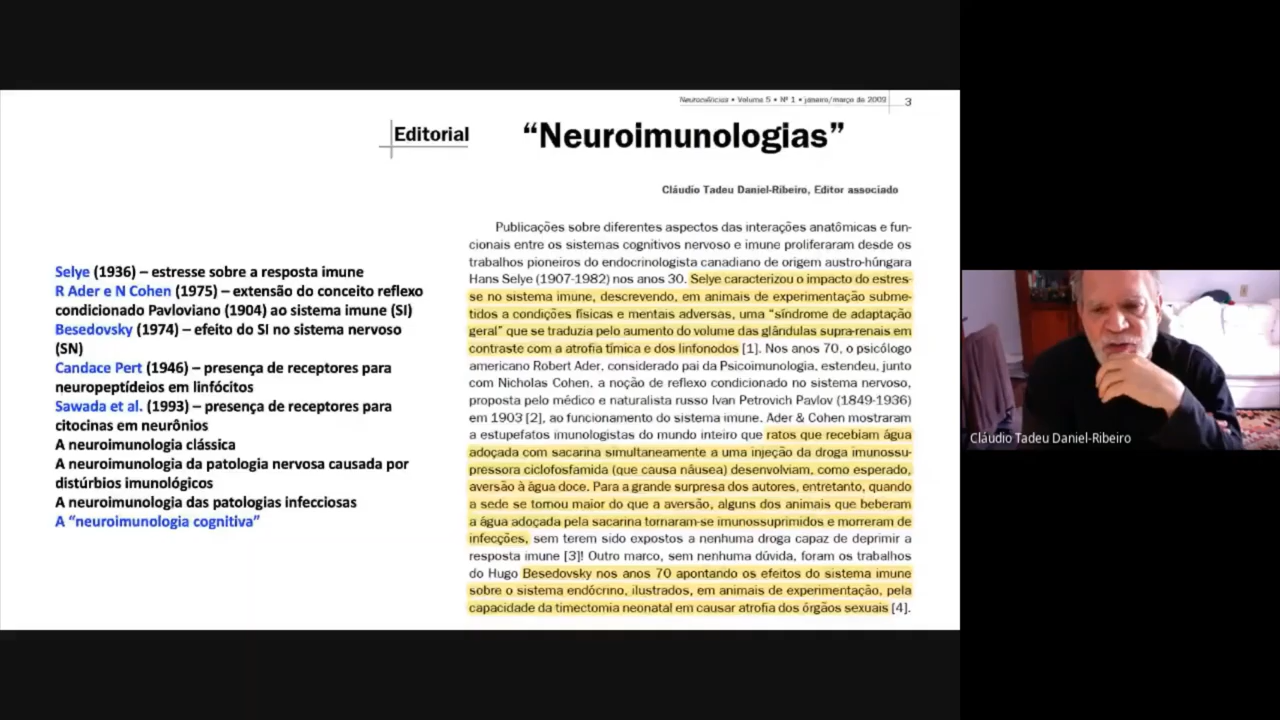 Neurociências • Volume 5 • Nº 1 • janeiro/março de 2009 3
Editorial
“Neuroimunologias”
Cláudio Tadeu Daniel-Ribeiro, Editor associado
Selye (1936) – estresse sobre a resposta imune
R Ader e N Cohen (1975) – extensão do conceito reflexo
condicionado Pavloviano (1904) ao sistema imune (SI)
Besedovsky (1974) – efeito do SI no sistema nervoso
(SN)
Candace Pert (1946) – presença de receptores para
neuropeptídeios em linfócitos
Sawada et al. (1993) – presença de receptores para
citocinas em neurônios
A neuroimunologia clássica
A neuroimunologia da patologia nervosa causada por
distúrbios imunológicos
A neuroimunologia das patologias infecciosas
A “neuroimunologia cognitiva”
Publicações sobre diferentes aspectos das interações anatômicas e fun-
cionais entre os sistemas cognitivos nervoso e imune proliferaram desde os
trabalhos pioneiros do endocrinologista canadiano de origem austro-húngara
Hans Selye (1907-1982) nos anos 30. Selye caracterizou o impacto do estres-
se no sistema imune, descrevendo, em animais de experimentação subme-
tidos a condições físicas e mentais adversas, uma “síndrome de adaptação
geral” que se traduzia pelo aumento do volume das glândulas supra-renais em
contraste com a atrofia tímica e dos linfonodos [1]. Nos anos 70, o psicólogo
americano Robert Ader, considerado pai da Psicoimunologia, estendeu, junto
com Nicholas Cohen, a noção de reflexo condicionado no sistema nervoso,
proposta pelo médico e naturalista russo Ivan Petrovich Pavlov (1849-1936)
em 1903 [2], ao funcionamento do sistema imune. Ader & Cohen mostraram
a estupefatos imunologistas do mundo inteiro que ratos que recebiam água
adoçada com sacarina simultaneamente a uma injeção da droga imunossu-
pressora ciclofosfamida (que causa náusea) desenvolviam, como esperado,
aversão à água doce. Para a grande surpresa dos autores, entretanto, quando
a sede se tornou maior do que a aversão, alguns dos animais que beberam
a água adoçada pela sacarina tornaram-se imunossuprimidos e morreram de
infecções, sem terem sido expostos a nenhuma droga capaz de deprimir a
resposta imune [3]! Outro marco, sem nenhuma dúvida, foram os trabalhos
do Hugo Besedovsky nos anos 70 apontando os efeitos do sistema imune
sobre o sistema endócrino, ilustrados, em animais de experimentação, pela
capacidade da timectomia neonatal em causar atrofia dos órgãos sexuais [4].
Cláudio Tadeu Daniel-Ribeiro